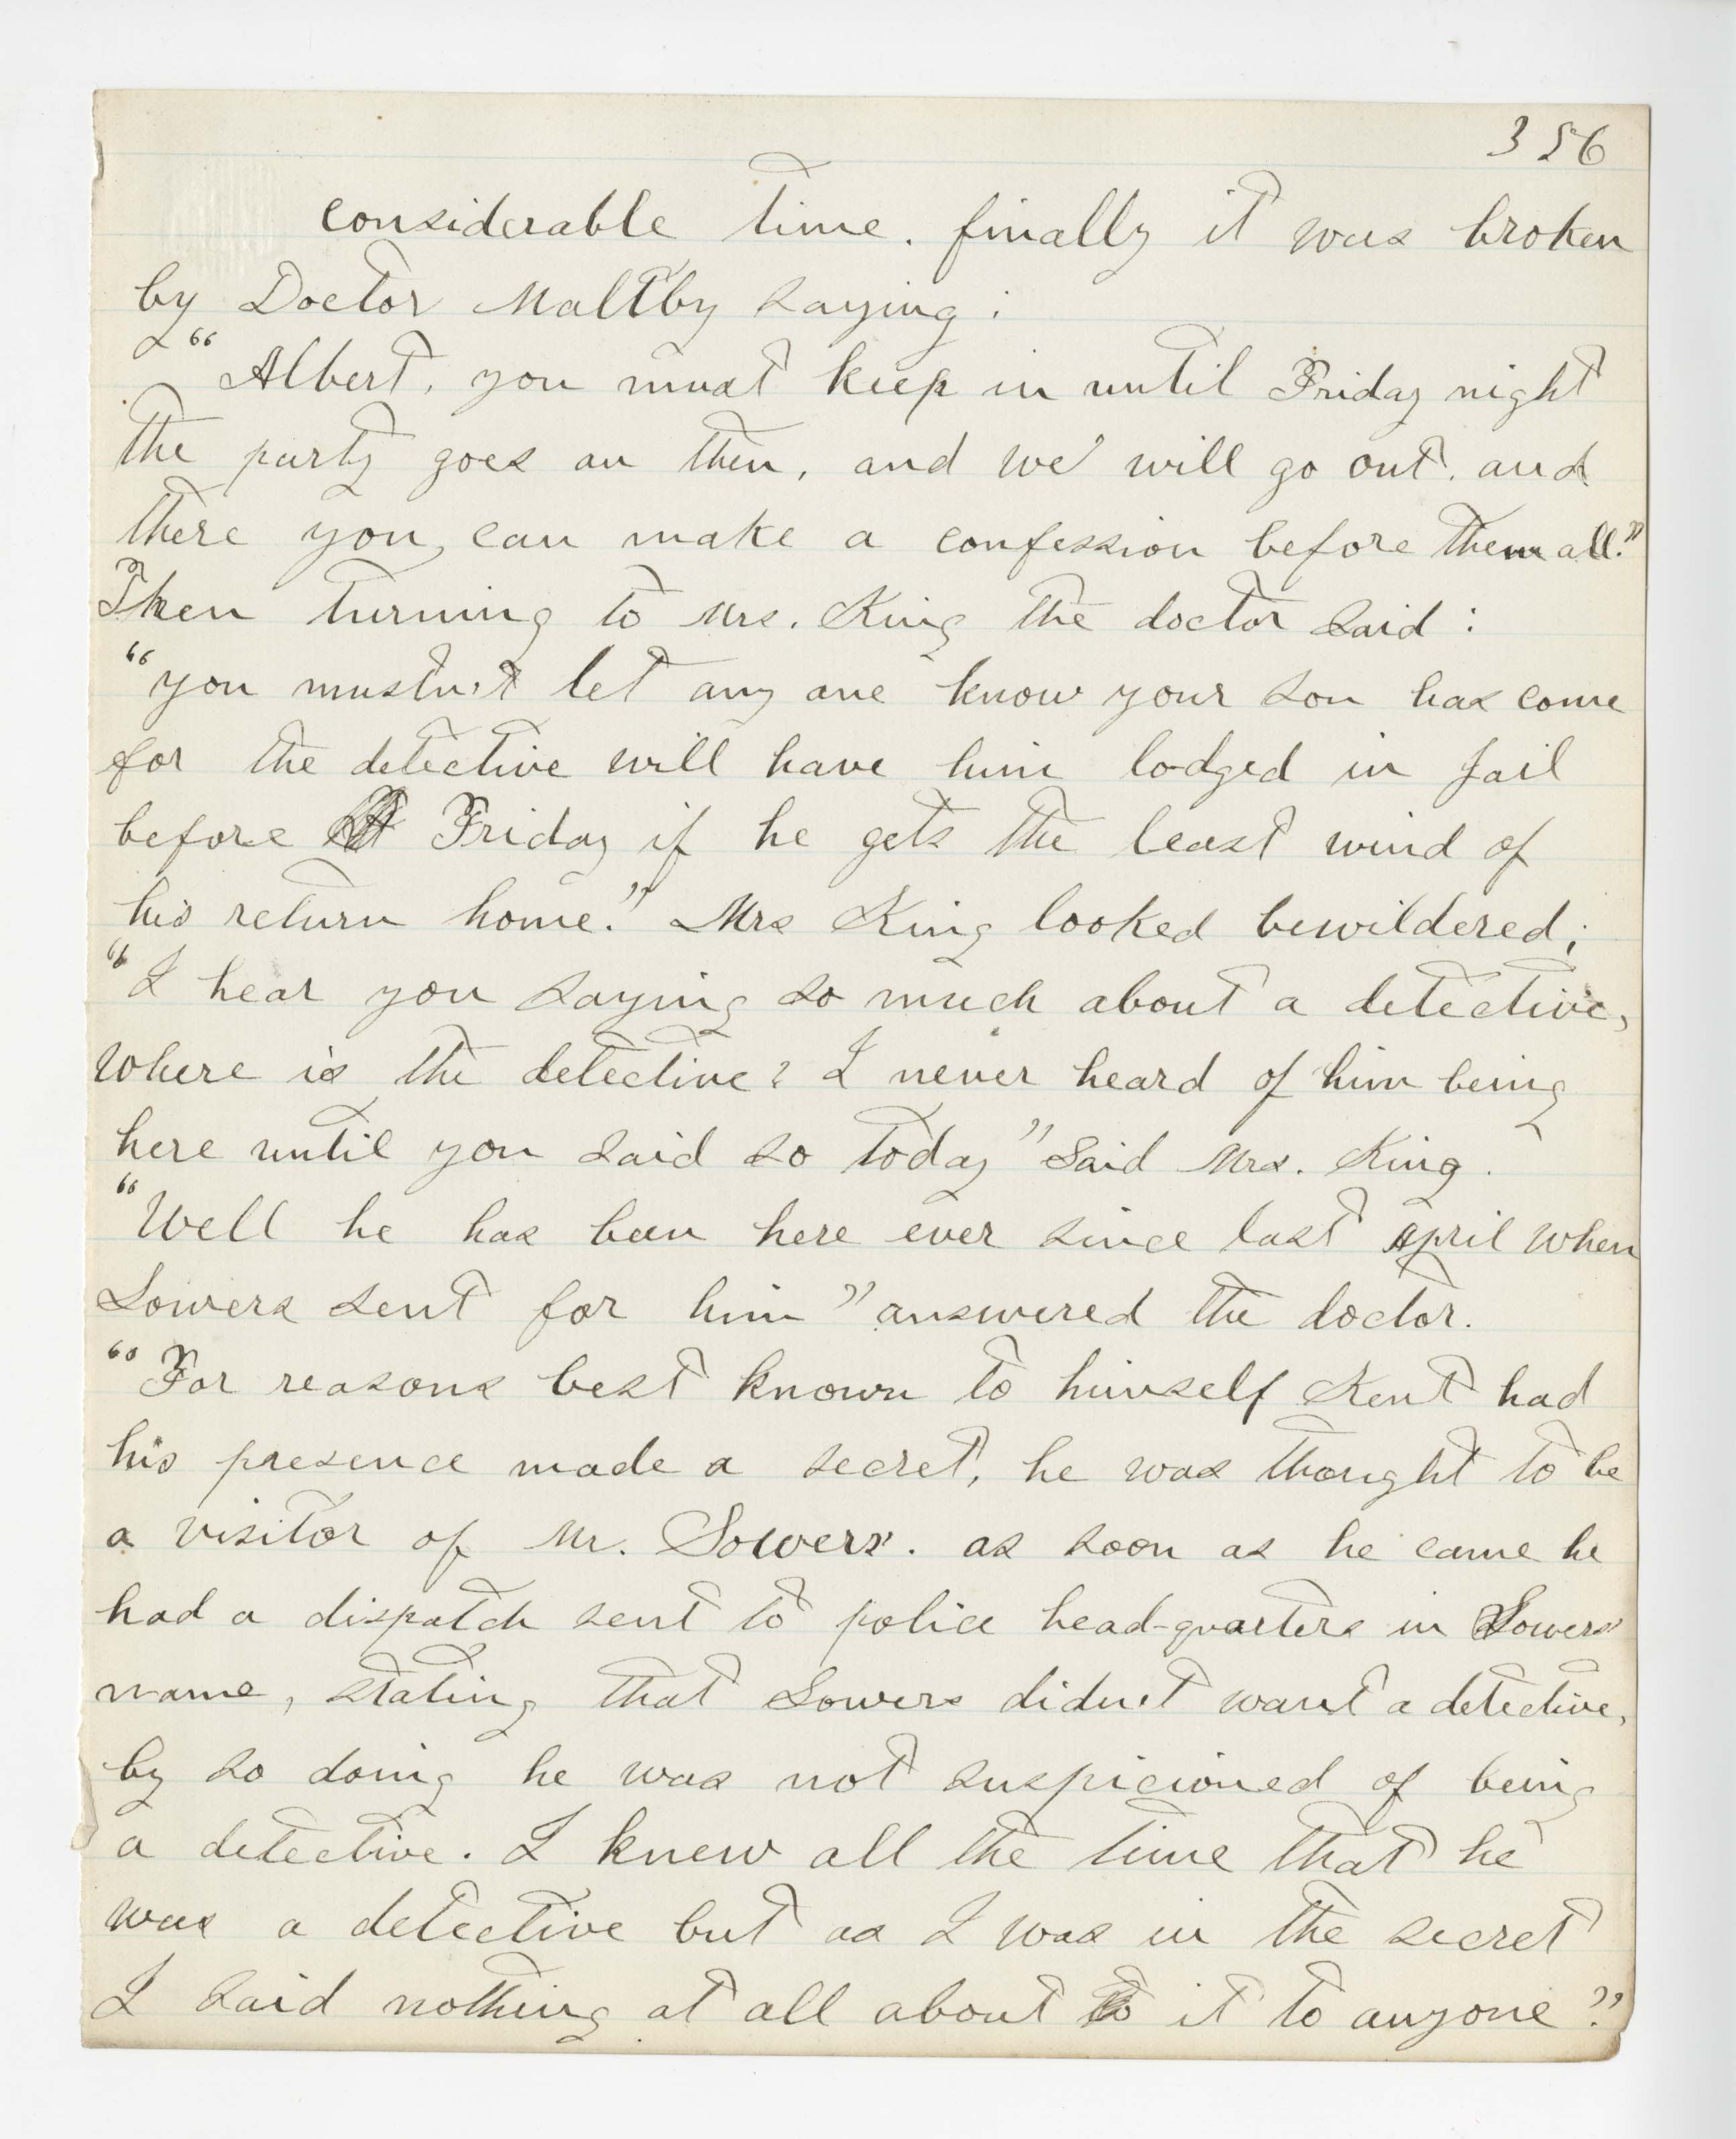 356
considerable time. finally it was broken
by Doctor Maltby saying:
"Albert, you must keep in until Friday night
the party goes on then, and we will go out, and
there you can make a confession before them all."
Then turning to Mrs. King the doctor said:
"you mustn't let any one know your son has come
for the detective will have him lodged in jail
before Friday if he gets the least wind of
his return home." Mrs King looked bewildered;
"I hear you saying so much about a detective,
where is the detective? I never heard of him being
here until you said so today" said Mrs. King.
"Well he has been here ever since last April when
Sowers sent for him" answered the doctor.
"For reasons best known to himself Kent had
his presence made a secret, he was thought to be
a visitor of Mr. Sowers. as soon as he came he
had a dispatch sent to police head-quarters in Sowers'
name, stating that Sowers didn't want a detective,
by so doing he was not suspicioned of being
a detective. I knew all the time that he
was a detective but as I was in the secret
I said nothing at all about it to anyone."